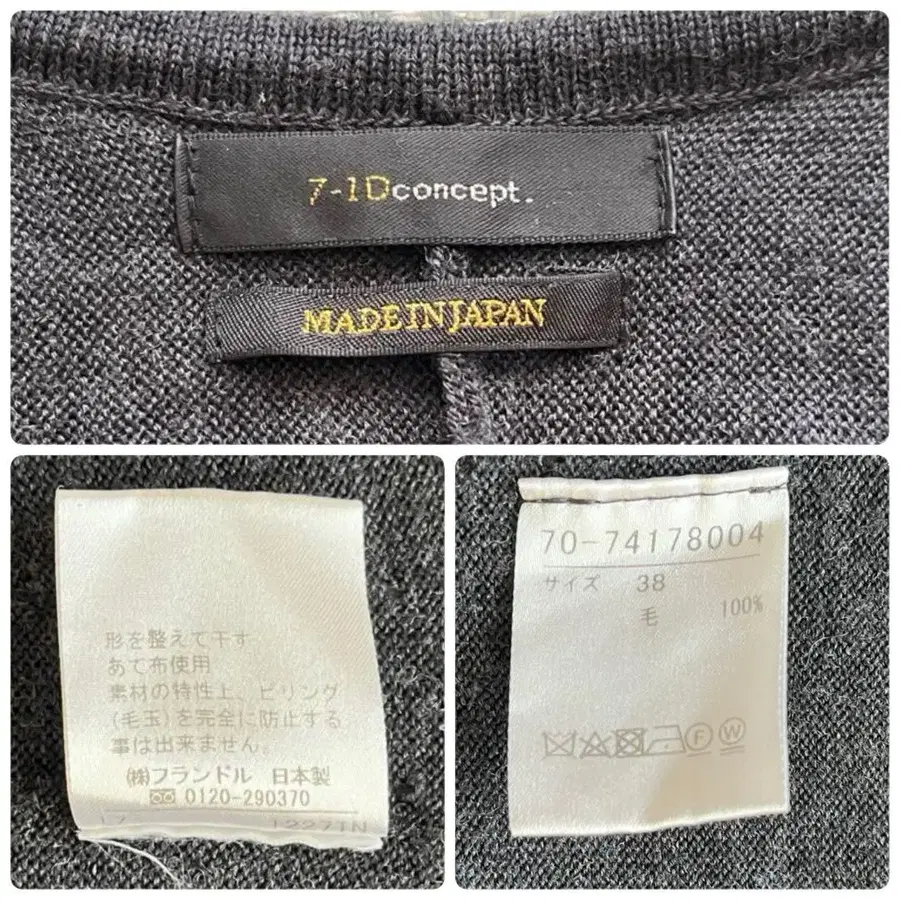 7-1Dconcept.
MADE IN JAPAN
形を整えて干す
あて布使用
素材の特性上、ピリング
(毛玉)を完全に防止する
事は出来ません。
㈱フランドル 日本製
0120-290370
70-74178004
サイズ 38
毛 100%
F W